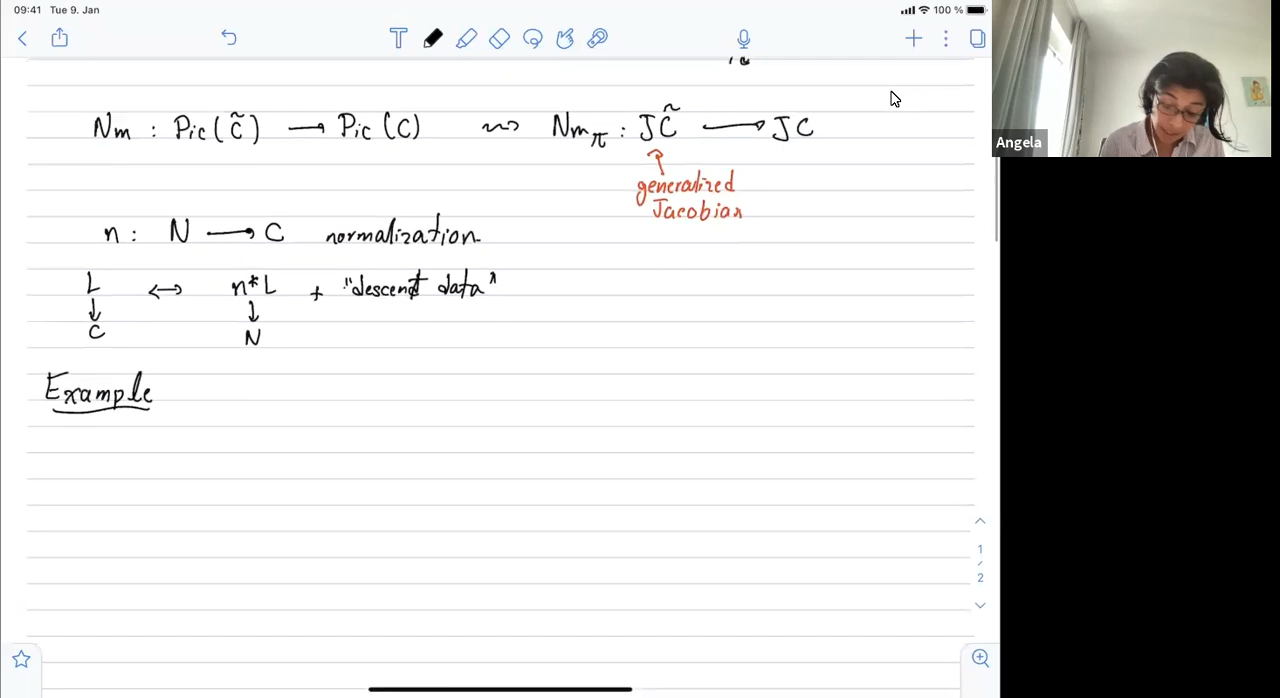 09:41 Tue 9. Jan
100 %
Nm : Pic(C̃) → Pic(C) ⇝ Nm_π : JC̃ → JC
generalized
Jacobian
n : N → C normalization
L ↔ n*L + "descent data"
↓ ↓
C N
Example
Angela
1
2